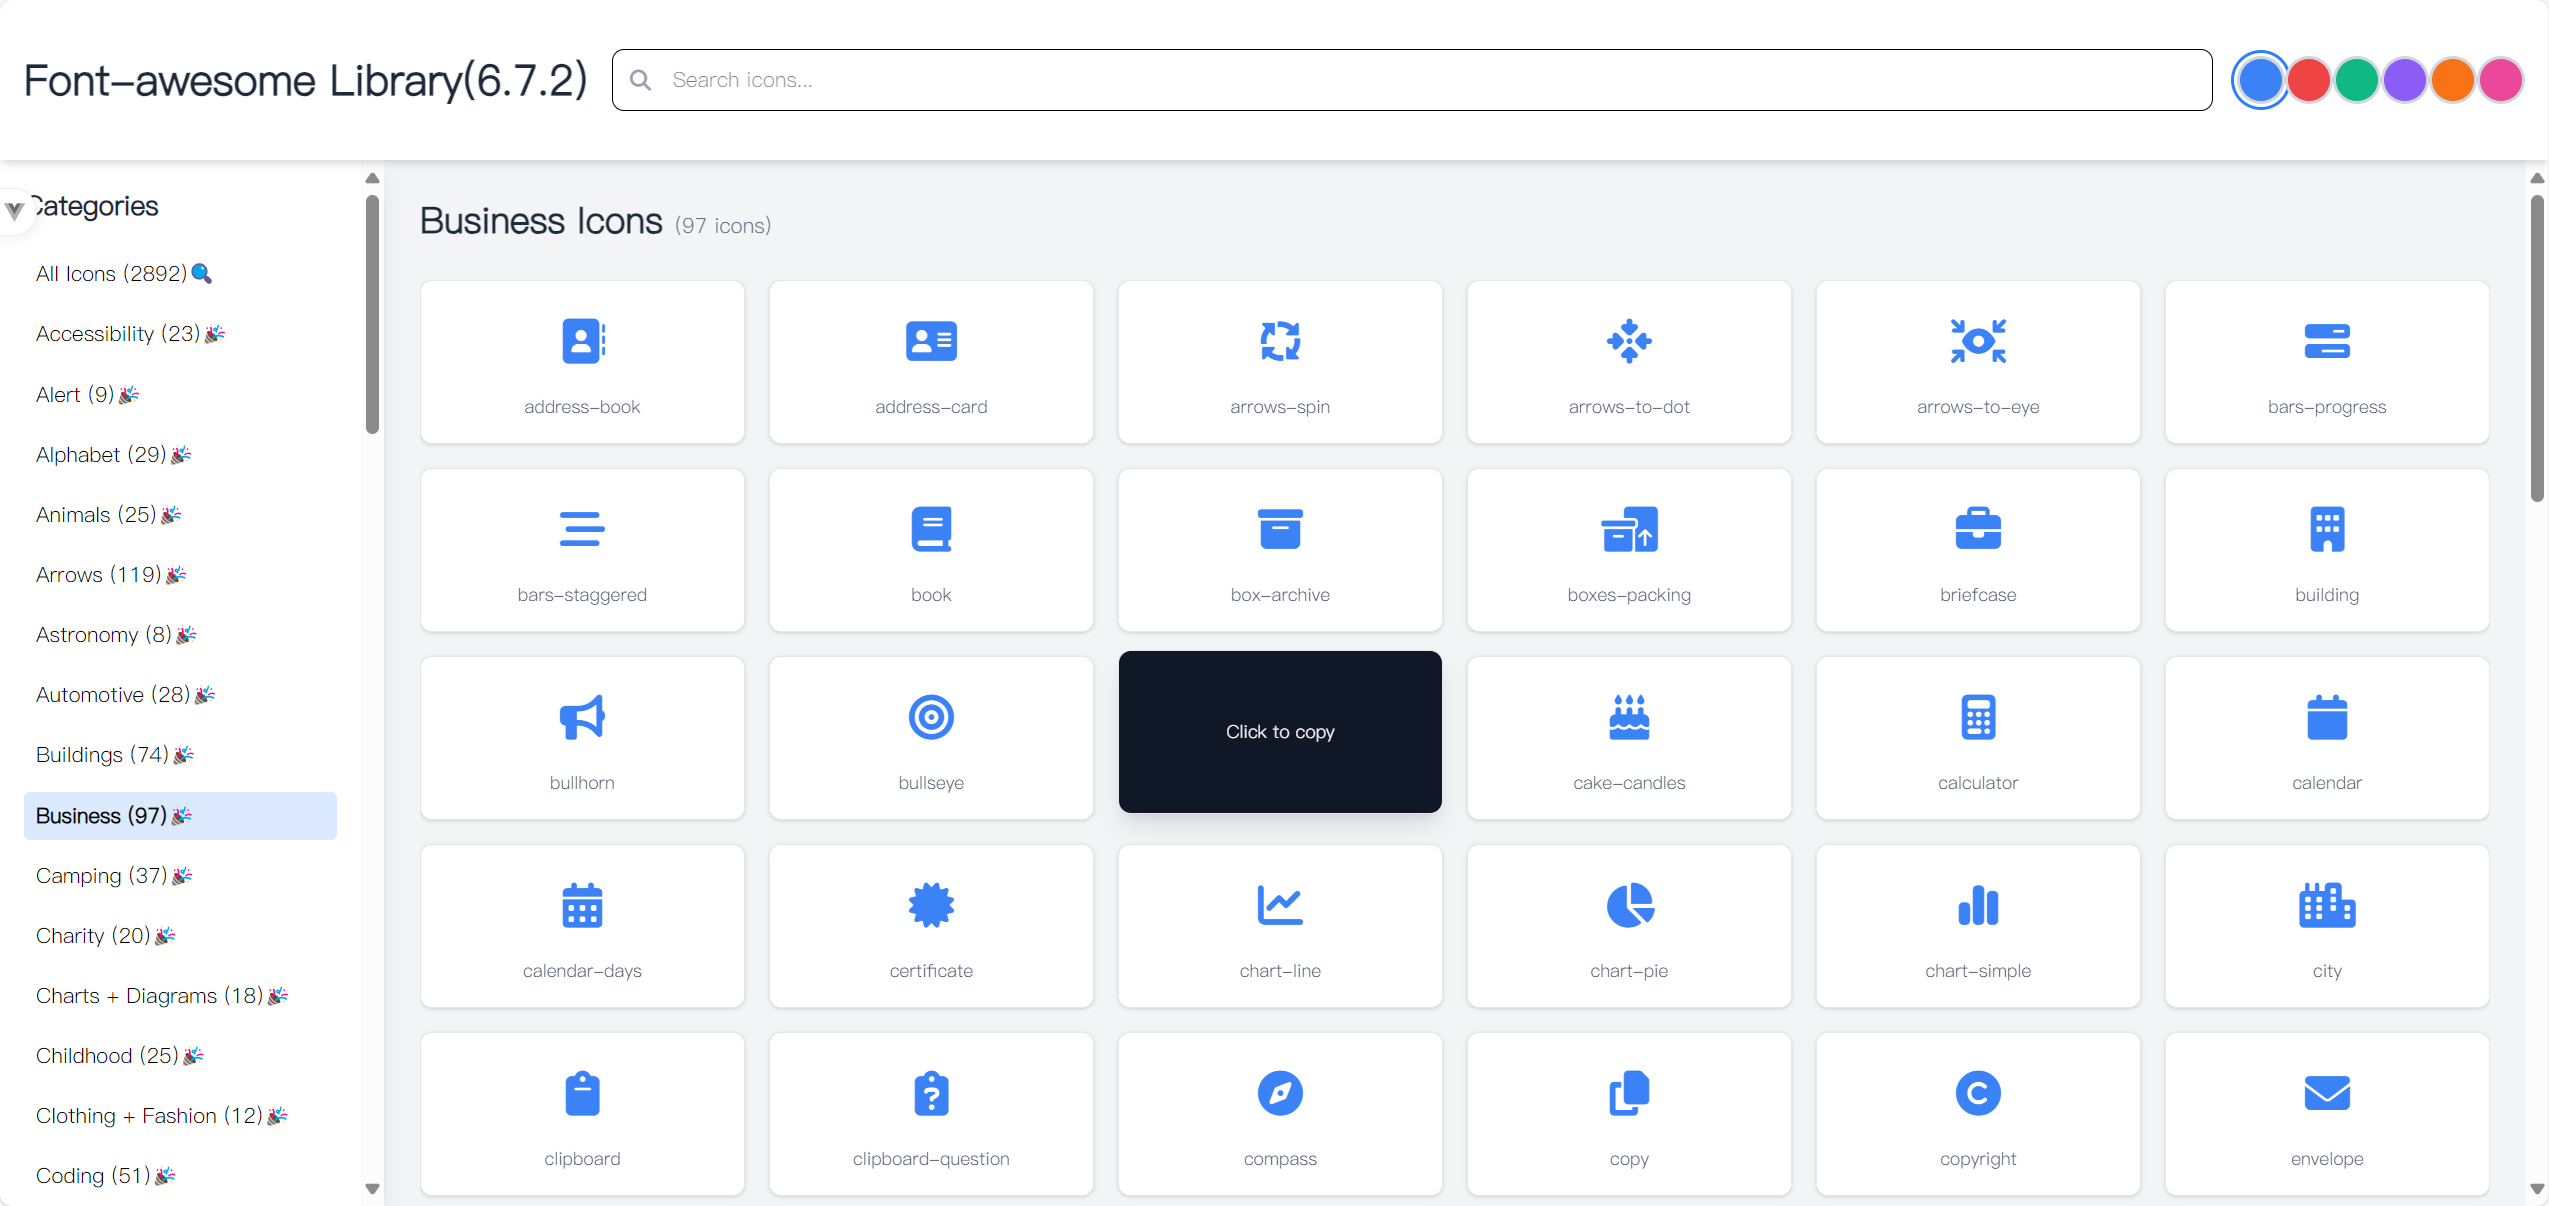 Font-awesome Library(6.7.2)
Search icons...
Categories
All Icons (2892)
Accessibility (23)
Alert (9)
Alphabet (29)
Animals (25)
Arrows (119)
Astronomy (8)
Automotive (28)
Buildings (74)
Business (97)
Camping (37)
Charity (20)
Charts + Diagrams (18)
Childhood (25)
Clothing + Fashion (12)
Coding (51)
Business Icons (97 icons)
address-book
address-card
arrows-spin
arrows-to-dot
arrows-to-eye
bars-progress
bars-staggered
book
box-archive
boxes-packing
briefcase
building
bullhorn
bullseye
Click to copy
cake-candles
calculator
calendar
calendar-days
certificate
chart-line
chart-pie
chart-simple
city
clipboard
clipboard-question
compass
copy
copyright
envelope